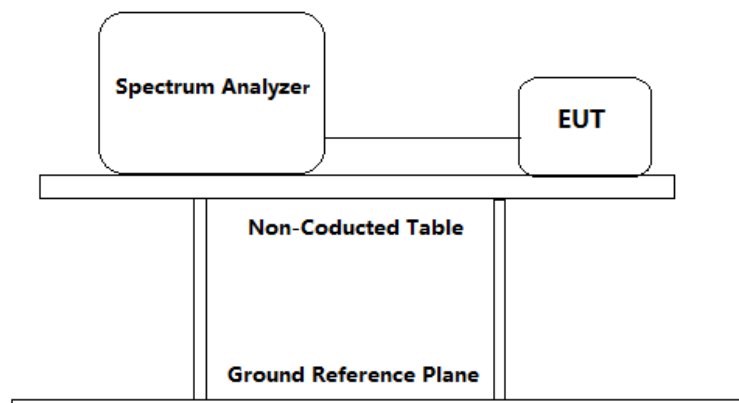 Spectrum Analyzer
EUT
Non-Coducted Table
Ground Reference Plane